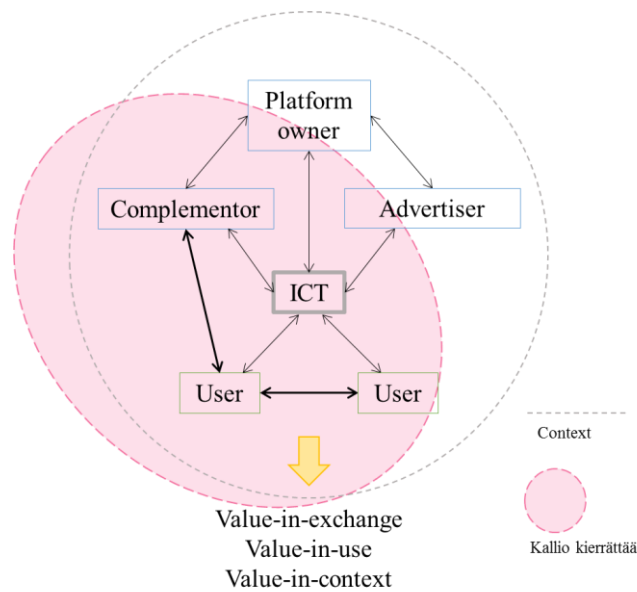 Platform
owner
Complementor
Advertiser
ICT
User
User
Context
Value-in-exchange
Value-in-use
Value-in-context
Kallio kierrättää